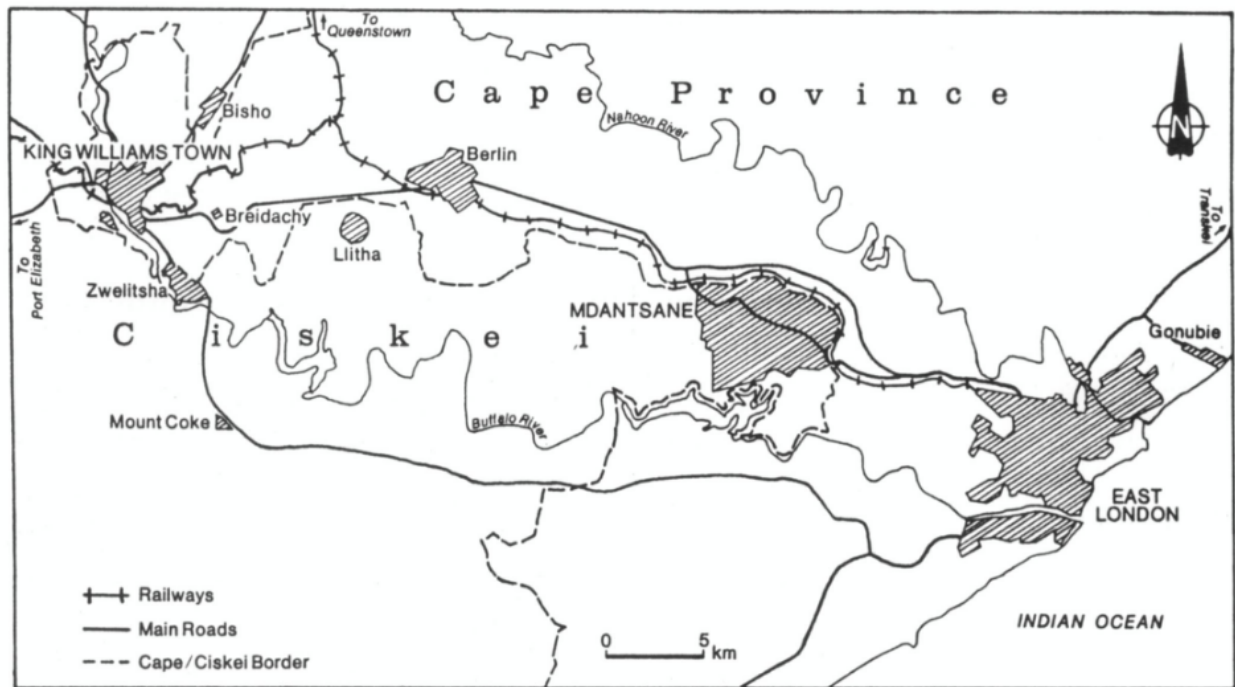 To
Queenstown
Cape Province
Bisho
Nahoon River
N
KING WILLIAMS TOWN
Berlin
To
Transkei
Breidachy
To
Port Elizabeth
Llitha
Zwelitsha
MDANTSANE
Ciskei
Gonubie
Mount Coke
Buffalo River
EAST
LONDON
Railways
Main Roads
Cape/Ciskei Border
0 5
km
INDIAN OCEAN